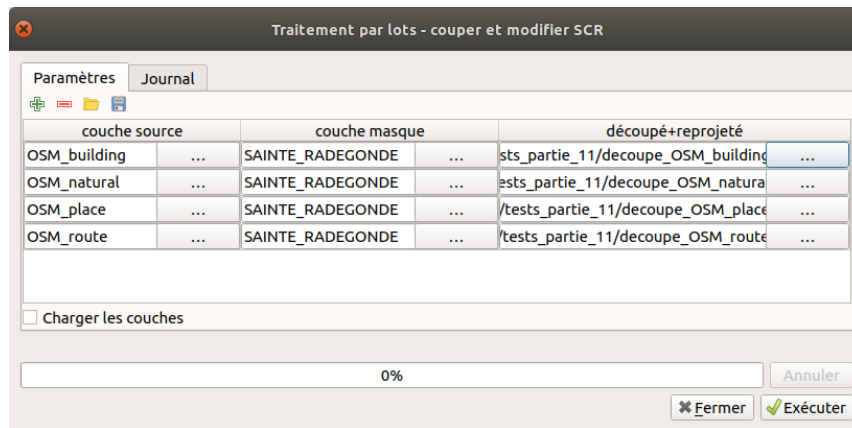 Traitement par lots - couper et modifier SCR
Paramètres Journal
couche source couche masque découpé+reprojeté
OSM_building ... SAINTE_RADEGONDE ... sts_partie_11/decoupe_OSM_building ...
OSM_natural ... SAINTE_RADEGONDE ... ests_partie_11/decoupe_OSM_natura ...
OSM_place ... SAINTE_RADEGONDE ... /tests_partie_11/decoupe_OSM_place ...
OSM_route ... SAINTE_RADEGONDE ... /tests_partie_11/decoupe_OSM_route ...
Charger les couches
0% Annuler
Fermer Exécuter